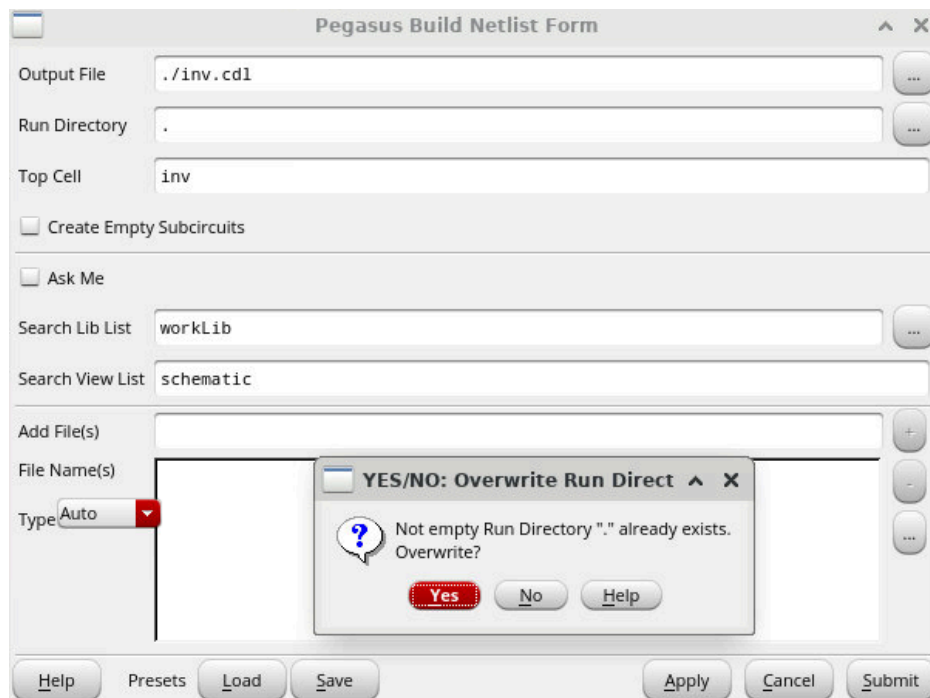 Pegasus Build Netlist Form
Output File ./inv.cdl ...
Run Directory . ...
Top Cell inv
Create Empty Subcircuits
Ask Me
Search Lib List workLib ...
Search View List schematic
Add File(s) +
File Name(s) -
Type Auto ...
YES/NO: Overwrite Run Direct
Not empty Run Directory "." already exists.
Overwrite?
Yes No Help
Help Presets Load Save Apply Cancel Submit